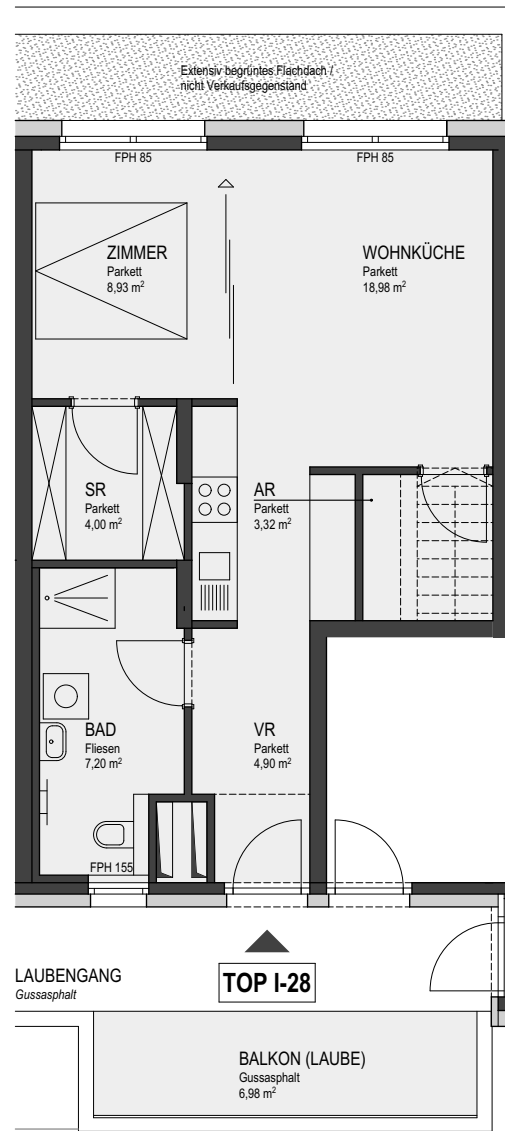 Extensiv begrüntes Flachdach /
nicht Verkaufsgegenstand
FPH 85
FPH 85
ZIMMER
Parkett
8,93 m²
WOHNKÜCHE
Parkett
18,98 m²
SR
Parkett
4,00 m²
AR
Parkett
3,32 m²
BAD
Fliesen
7,20 m²
VR
Parkett
4,90 m²
FPH 155
LAUBENGANG
Gussasphalt
TOP I-28
BALKON (LAUBE)
Gussasphalt
6,98 m²